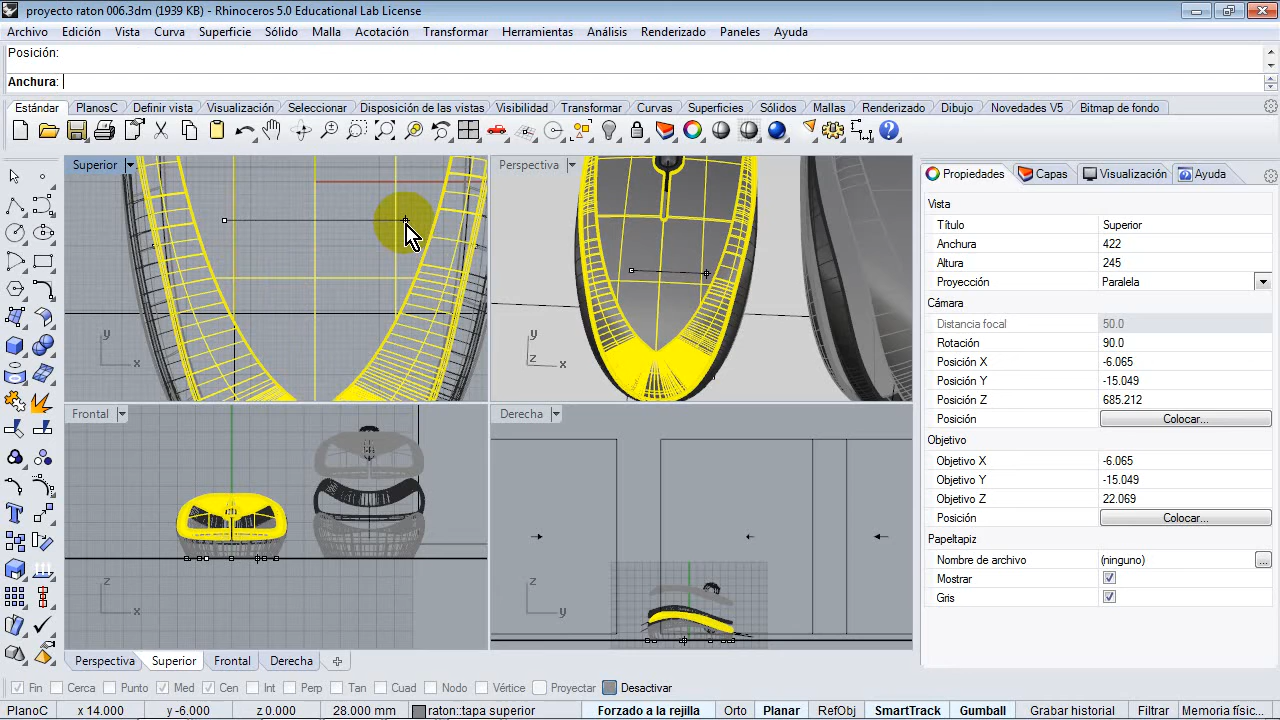 proyecto raton 006.3dm (1939 KB) - Rhinoceros 5.0 Educational Lab License
Archivo Edición Vista Curva Superficie Sólido Malla Acotación Transformar Herramientas Análisis Renderizado Paneles Ayuda
Posición:
Anchura:
Estándar PlanosC Definir vista Visualización Seleccionar Disposición de las vistas Visibilidad Transformar Curvas Superficies Sólidos Mallas Renderizado Dibujo Novedades V5 Bitmap de fondo
Superior
Perspectiva
y
x
y
z
x
Frontal
Derecha
z
x
z
y
Propiedades Capas Visualización Ayuda
Vista
Título Superior
Anchura 422
Altura 245
Proyección Paralela
Cámara
Distancia focal 50.0
Rotación 90.0
Posición X -6.065
Posición Y -15.049
Posición Z 685.212
Posición Colocar...
Objetivo
Objetivo X -6.065
Objetivo Y -15.049
Objetivo Z 22.069
Posición Colocar...
Papeltapiz
Nombre de archivo (ninguno) ...
Mostrar
Gris
Perspectiva Superior Frontal Derecha
Fin Cerca Punto Med Cen Int Perp Tan Cuad Nodo Vértice Proyectar Desactivar
PlanoC x 14.000 y -6.000 z 0.000 28.000 mm raton::tapa superior Forzado a la rejilla Orto Planar RefObj SmartTrack Gumball Grabar historial Filtrar Memoria físic...